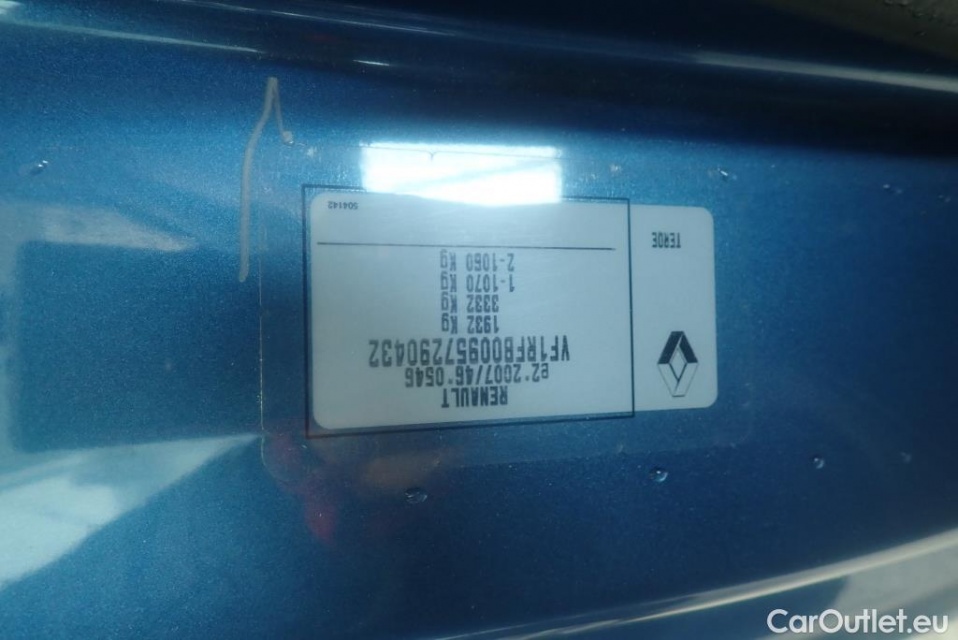 RENAULT
e2*2007/46*0546
VF1RFB00957290432
1932 Kg
3332 Kg
1-1070 Kg
2-1060 Kg
504142
TERDE
CarOutlet.eu